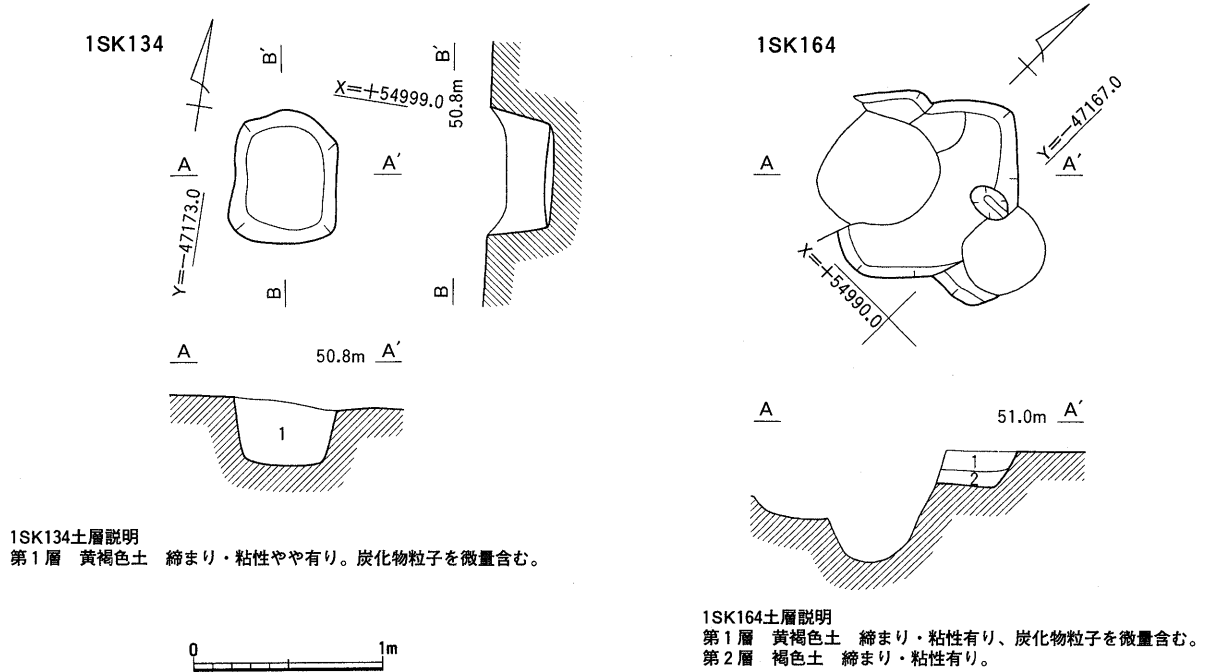 1SK134
B B′
X=+54999.0
A A′
Y=-47173.0
B B′
50.8m
A 50.8m A′
1
1SK134土層説明
第1層 黄褐色土 締まり・粘性やや有り。炭化物粒子を微量含む。
0 1m
1SK164
Y=-47167.0
A A′
X=+54990.0
A 51.0m A′
1
2
1SK164土層説明
第1層 黄褐色土 締まり・粘性有り、炭化物粒子を微量含む。
第2層 褐色土 締まり・粘性有り。